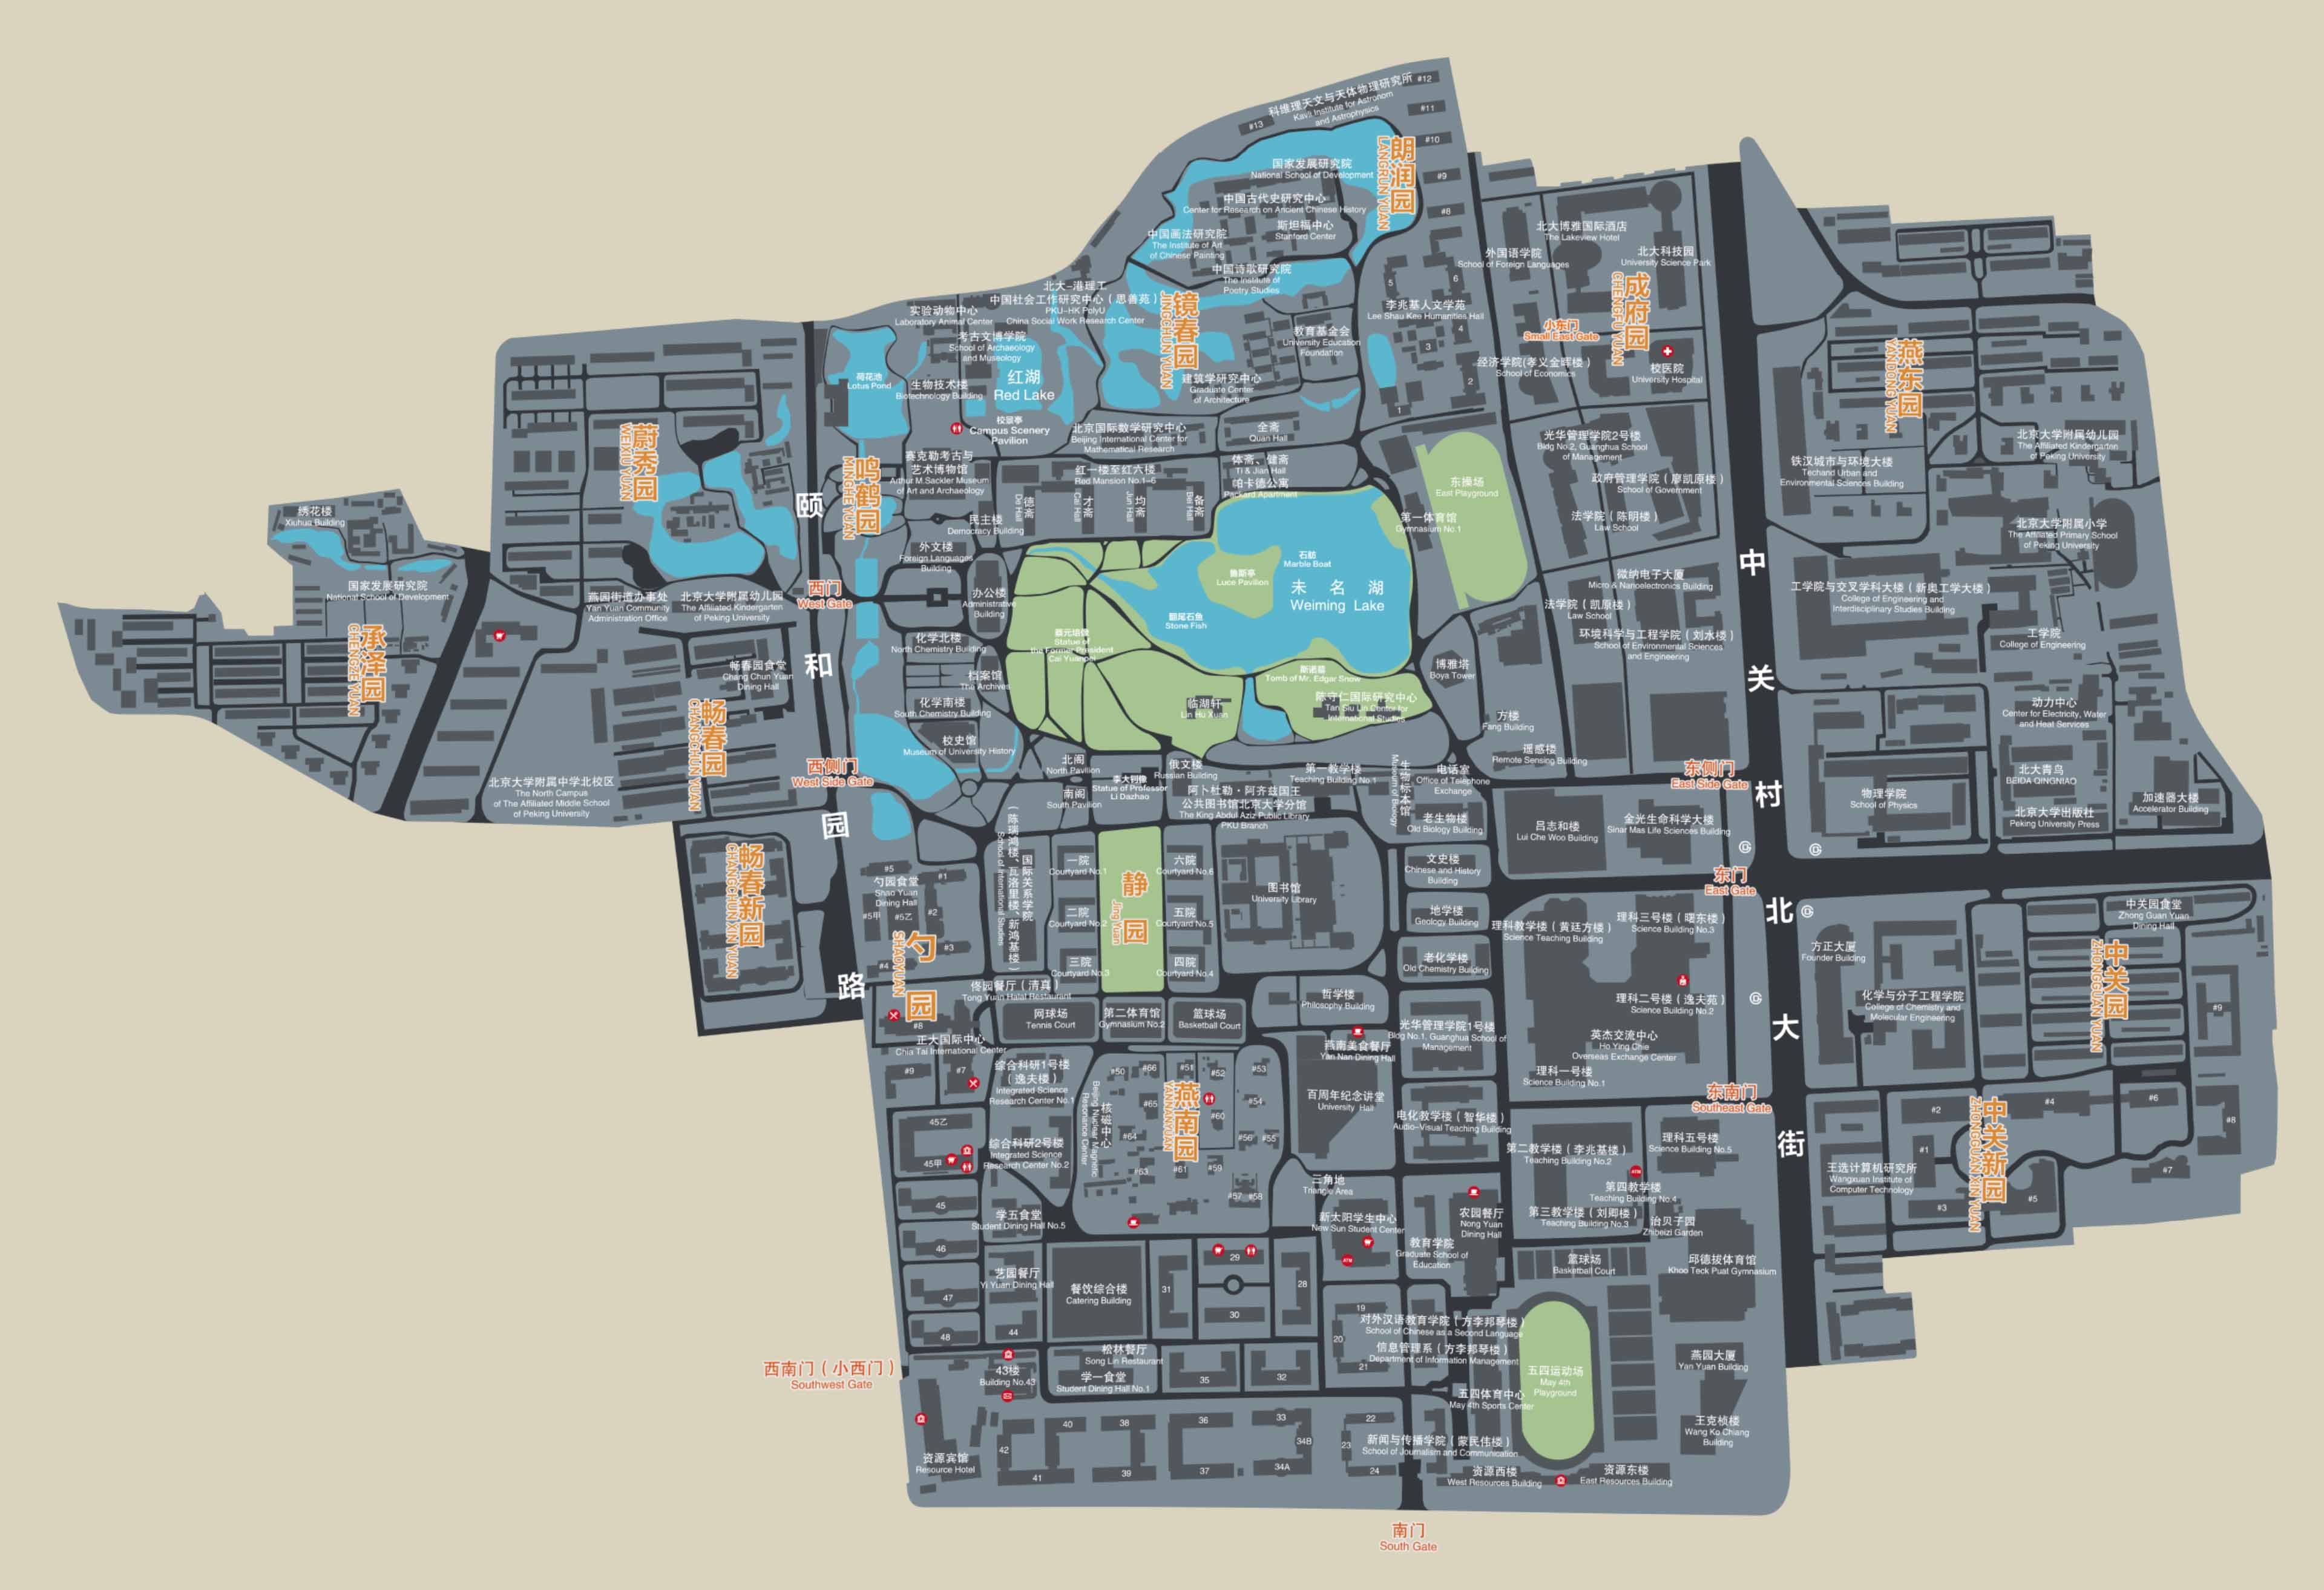 科维理天文与天体物理研究所
Kavli Institute for Astronom
and Astrophysics
#12
#11
#13
#10
#9
#8
朗润园
LANGRUN YUAN
国家发展研究院
National School of Development
中国古代史研究中心
Center for Research on Ancient Chinese History
斯坦福中心
Stanford Center
中国画法研究院
The Institute of Art
of Chinese Painting
中国诗歌研究院
The Institute of
Poetry Studies
北大博雅国际酒店
The Lakeview Hotel
外国语学院
School of Foreign Languages
北大科技园
University Science Park
成府园
CHENGFU YUAN
小东门
Small East Gate
校医院
University Hospital
经济学院(孝义金晖楼)
School of Economics
5
6
李兆基人文学苑
Lee Shau Kee Humanities Hall
4
3
2
1
北大-港理工
中国社会工作研究中心(思善苑)
PKU-HK PolyU
China Social Work Research Center
实验动物中心
Laboratory Animal Center
考古文博学院
School of Archaeology
and Museology
镜春园
JINGCHUN YUAN
教育基金会
University Education
Foundation
建筑学研究中心
Graduate Center
of Architecture
荷花池
Lotus Pond
生物技术楼
Biotechnology Building
红湖
Red Lake
校景亭
Campus Scenery
Pavilion
北京国际数学研究中心
Beijing International Center for
Mathematical Research
全斋
Quan Hall
体斋、健斋
Ti & Jian Hall
帕卡德公寓
Packard Apartment
赛克勒考古与
艺术博物馆
Arthur M.Sackler Museum
of Art and Archaeology
红一楼至红六楼
Red Mansion No.1-6
德斋
De Hall
才斋
Cai Hall
均斋
Jun Hall
备斋
Bei Hall
鸣鹤园
MINGHE YUAN
民主楼
Democracy Building
外文楼
Foreign Languages
Building
办公楼
Administrative
Building
东操场
East Playground
第一体育馆
Gymnasium No.1
光华管理学院2号楼
Bldg No.2, Guanghua School
of Management
政府管理学院(廖凯原楼)
School of Government
法学院(陈明楼)
Law School
微纳电子大厦
Micro & Nanoelectronics Building
法学院(凯原楼)
Law School
环境科学与工程学院(刘水楼)
School of Environmental Sciences
and Engineering
燕东园
YANDONG YUAN
北京大学附属幼儿园
The Affiliated Kindergarten
of Peking University
铁汉城市与环境大楼
Techand Urban and
Environmental Sciences Building
北京大学附属小学
The Affiliated Primary School
of Peking University
工学院与交叉学科大楼(新奥工学大楼)
College of Engineering and
Interdisciplinary Studies Building
工学院
College of Engineering
动力中心
Center for Electricity, Water
and Heat Services
北大青鸟
BEIDA QINGNIAO
物理学院
School of Physics
北京大学出版社
Peking University Press
加速器大楼
Accelerator Building
蔚秀园
WEIXIU YUAN
绣花楼
Xiuhua Building
国家发展研究院
National School of Development
承泽园
CHENGZE YUAN
燕园街道办事处
Yan Yuan Community
Administration Office
北京大学附属幼儿园
The Affiliated Kindergarten
of Peking University
西门
West Gate
畅春园食堂
Chang Chun Yuan
Dining Hall
畅春园
CHANGCHUN YUAN
北京大学附属中学北校区
The North Campus
of The Affiliated Middle School
of Peking University
西侧门
West Side Gate
颐
和
园
路
畅春新园
CHANGCHUN XIN YUAN
石舫
Marble Boat
鲁斯亭
Luce Pavilion
未名湖
Weiming Lake
翻尾石鱼
Stone Fish
蔡元培像
Statue of
the Former President
Cai Yuanpei
斯诺墓
Tomb of Mr. Edgar Snow
陈守仁国际研究中心
Tan Siu Lin Center for
International Studies
临湖轩
Lin Hu Xuan
博雅塔
Boya Tower
化学北楼
North Chemistry Building
档案馆
The Archives
化学南楼
South Chemistry Building
校史馆
Museum of University History
北阁
North Pavilion
南阁
South Pavilion
李大钊像
Statue of Professor
Li Dazhao
俄文楼
Russian Building
阿卜杜勒·阿齐兹国王
公共图书馆北京大学分馆
The King Abdul Aziz Public Library
PKU Branch
第一教学楼
Teaching Building No.1
生物标本馆
Museum of Biology
电话室
Office of Telephone
Exchange
方楼
Fang Building
遥感楼
Remote Sensing Building
东侧门
East Side Gate
老生物楼
Old Biology Building
吕志和楼
Lui Che Woo Building
金光生命科学大楼
Sinar Mas Life Sciences Building
东门
East Gate
中
关
村
北
大
街
#5
勺园食堂
Shao Yuan
Dining Hall
#1
#5甲
#5乙
#2
#3
#4
勺园
SHAOYUAN
#8
国际关系学院
(陈瑞鸿楼、瓦洛里楼、新鸿基楼)
School of International Studies
一院
Courtyard No.1
二院
Courtyard No.2
三院
Courtyard No.3
静园
Jing Yuan
六院
Courtyard No.6
五院
Courtyard No.5
四院
Courtyard No.4
图书馆
University Library
文史楼
Chinese and History
Building
地学楼
Geology Building
老化学楼
Old Chemistry Building
理科教学楼(黄廷方楼)
Science Teaching Building
理科三号楼(曙东楼)
Science Building No.3
理科二号楼(逸夫苑)
Science Building No.2
英杰交流中心
Ho Ying Chie
Overseas Exchange Center
理科一号楼
Science Building No.1
东南门
Southeast Gate
佟园餐厅(清真)
Tong Yuan Halal Restaurant
网球场
Tennis Court
第二体育馆
Gymnasium No.2
篮球场
Basketball Court
哲学楼
Philosophy Building
燕南美食餐厅
Yan Nan Dining Hall
光华管理学院1号楼
Bldg No.1, Guanghua School of
Management
正大国际中心
Chia Tai International Center
#9
#7
综合科研1号楼
(逸夫楼)
Integrated Science
Research Center No.1
综合科研2号楼
Integrated Science
Research Center No.2
核磁中心
Beijing Nuclear Magnetic
Resonance Center
#50
#66
#51
#52
#53
#65
#54
#60
#64
#56
#55
#63
#61
#59
#57
#58
燕南园
YANNANYUAN
百周年纪念讲堂
University Hall
电化教学楼(智华楼)
Audio-Visual Teaching Building
第二教学楼(李兆基楼)
Teaching Building No.2
理科五号楼
Science Building No.5
第四教学楼
Teaching Building No.4
第三教学楼(刘卿楼)
Teaching Building No.3
治贝子园
Zhibeizi Garden
45乙
45甲
45
46
47
48
学五食堂
Student Dining Hall No.5
艺园餐厅
Yi Yuan Dining Hall
44
餐饮综合楼
Catering Building
31
29
30
28
三角地
Triangle Area
新太阳学生中心
New Sun Student Center
农园餐厅
Nong Yuan
Dining Hall
教育学院
Graduate School of
Education
篮球场
Basketball Court
邱德拔体育馆
Khoo Teck Puat Gymnasium
19
20
21
对外汉语教育学院(方李邦琴楼)
School of Chinese as a Second Language
信息管理系(方李邦琴楼)
Department of Information Management
五四运动场
May 4th
Playground
五四体育中心
May 4th Sports Center
燕园大厦
Yan Yuan Building
王克桢楼
Wang Ko Chiang
Building
西南门(小西门)
Southwest Gate
43楼
Building No.43
松林餐厅
Song Lin Restaurant
学一食堂
Student Dining Hall No.1
35
32
40
38
36
33
42
41
39
37
34A
34B
22
23
24
新闻与传播学院(蒙民伟楼)
School of Journalism and Communication
资源宾馆
Resource Hotel
资源西楼
West Resources Building
资源东楼
East Resources Building
南门
South Gate
方正大厦
Founder Building
化学与分子工程学院
College of Chemistry and
Molecular Engineering
中关园食堂
Zhong Guan Yuan
Dining Hall
中关园
ZHONGGUAN YUAN
#9
#2
#4
#6
#8
#1
#7
#3
#5
王选计算机研究所
Wangxuan Institute of
Computer Technology
中关新园
ZHONGGUAN XIN YUAN
ATM
ATM